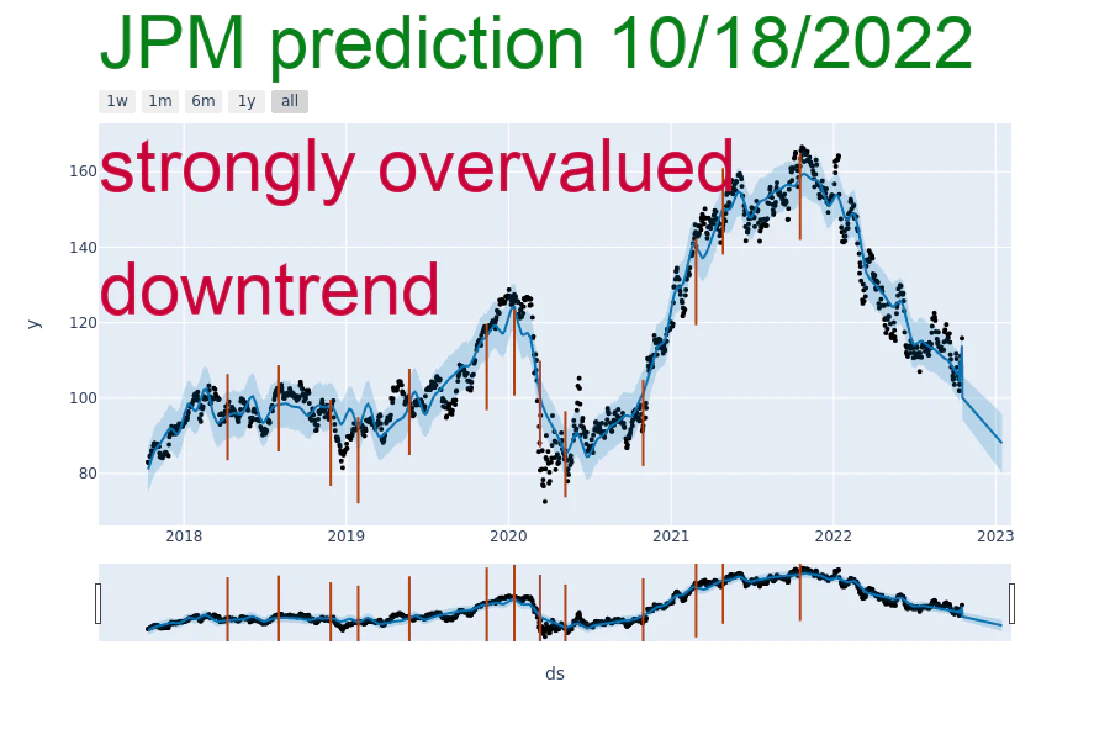 JPM prediction 10/18/2022
1w 1m 6m 1y all
strongly overvalued
downtrend
160
140
120
100
80
y
2018 2019 2020 2021 2022 2023
ds